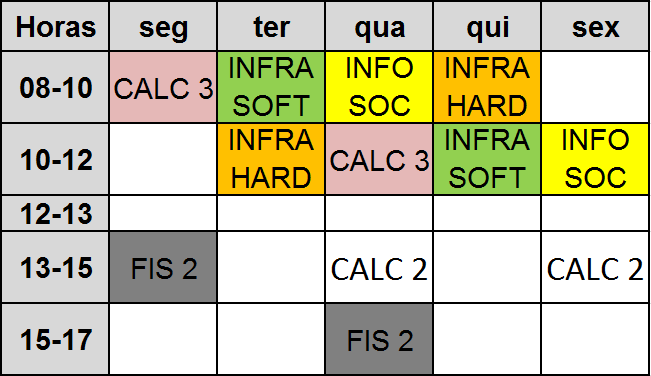 Horas seg ter qua qui sex
08-10 CALC 3 INFRA SOFT INFO SOC INFRA HARD
10-12 INFRA HARD CALC 3 INFRA SOFT INFO SOC
12-13
13-15 FIS 2 CALC 2 CALC 2
15-17 FIS 2